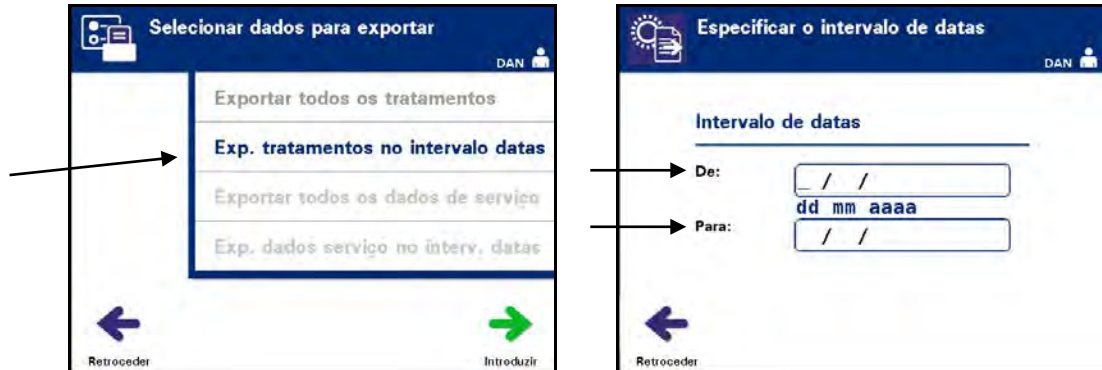 Selecionar dados para exportar
DAN
Exportar todos os tratamentos
Exp. tratamentos no intervalo datas
Exportar todos os dados de serviço
Exp. dados serviço no interv. datas
Retroceder
Introduzir
Especificar o intervalo de datas
DAN
Intervalo de datas
De:
_ / /
dd mm aaaa
Para:
/ /
Retroceder